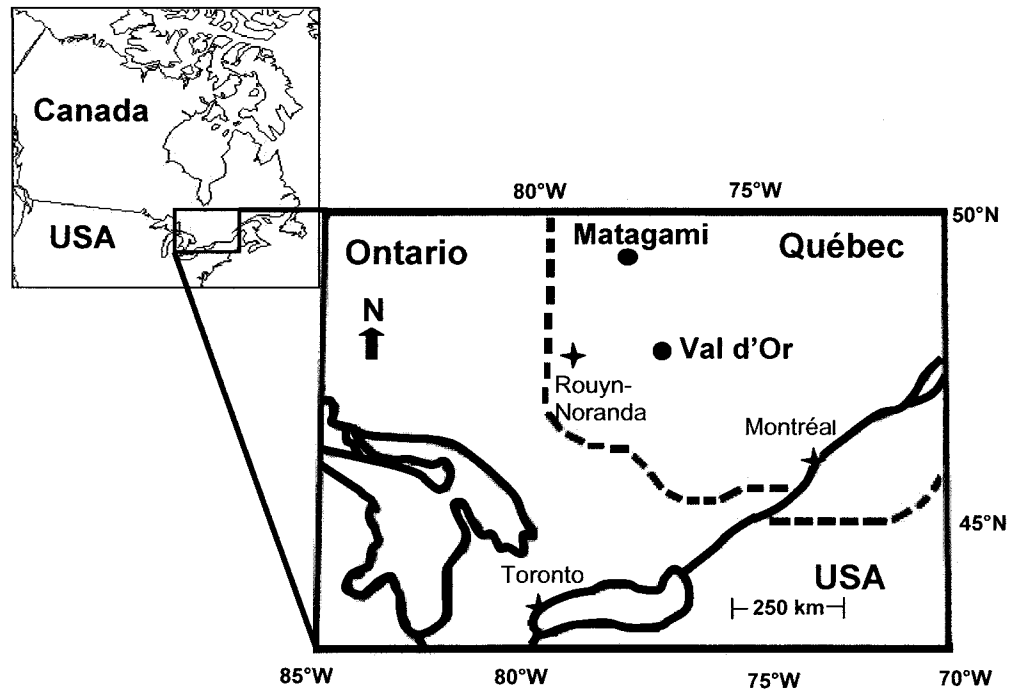 Canada
USA
80°W
75°W
50°N
Matagami
Québec
Ontario
N
Val d'Or
Rouyn-
Noranda
Montréal
45°N
Toronto
USA
250 km
85°W
80°W
75°W
70°W